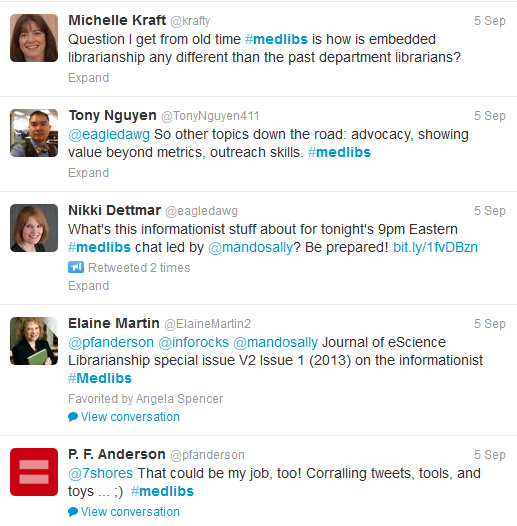 Michelle Kraft @krafty 5 Sep
Question I get from old time #medlibs is how is embedded
librarianship any different than the past department librarians?
Expand
Tony Nguyen @TonyNguyen411 5 Sep
@eagledawg So other topics down the road: advocacy, showing
value beyond metrics, outreach skills. #medlibs
Expand
Nikki Dettmar @eagledawg 5 Sep
What's this informationist stuff about for tonight's 9pm Eastern
#medlibs chat led by @mandosally? Be prepared! bit.ly/1fvDBzn
Retweeted 2 times
Expand
Elaine Martin @ElaineMartin2 5 Sep
@pfanderson @inforocks @mandosally Journal of eScience
Librarianship special issue V2 Issue 1 (2013) on the informationist
#Medlibs
Favorited by Angela Spencer
View conversation
P. F. Anderson @pfanderson 5 Sep
@7shores That could be my job, too! Corralling tweets, tools, and
toys ... ;) #medlibs
View conversation